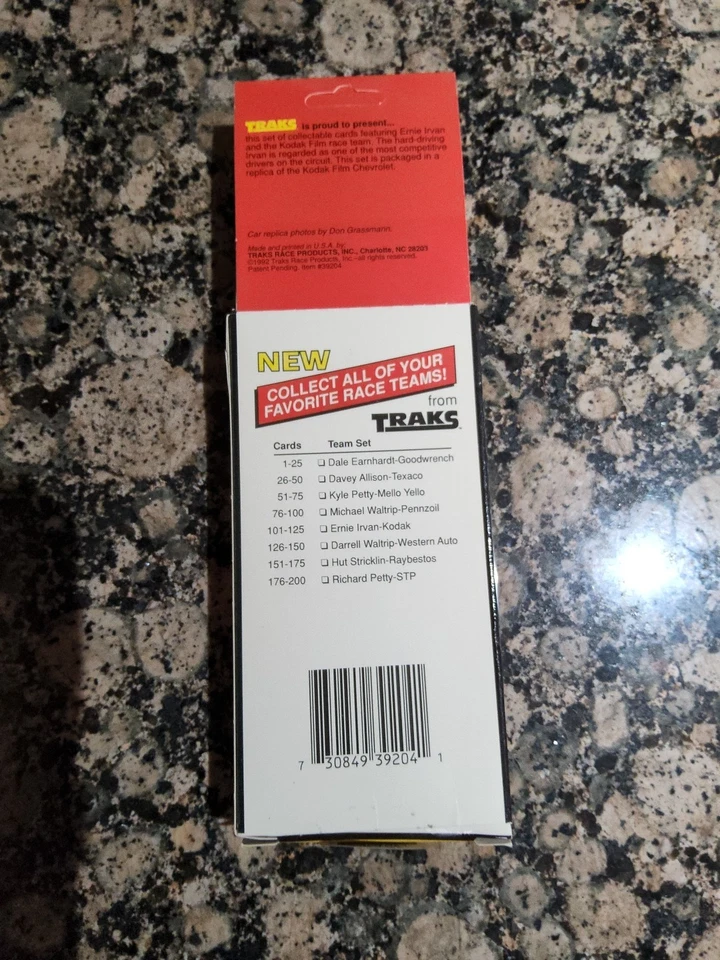 TRAKS is proud to present...
this set of collectable cards featuring Ernie Irvan
and the Kodak Film race team. The hard-driving
Irvan is regarded as one of the most competitive
drivers on the circuit. This set is packaged in a
replica of the Kodak Film Chevrolet.
Car replica photos by Don Grassmann.
Made and printed in U.S.A. by:
TRAKS RACE PRODUCTS, INC., Charlotte, NC 28203
©1992 Traks Race Products, Inc.-all rights reserved.
Patent Pending. Item #39204
NEW
COLLECT ALL OF YOUR
FAVORITE RACE TEAMS!
from
TRAKS
Cards Team Set
1-25 ❏ Dale Earnhardt-Goodwrench
26-50 ❏ Davey Allison-Texaco
51-75 ❏ Kyle Petty-Mello Yello
76-100 ❏ Michael Waltrip-Pennzoil
101-125 ❏ Ernie Irvan-Kodak
126-150 ❏ Darrell Waltrip-Western Auto
151-175 ❏ Hut Stricklin-Raybestos
176-200 ❏ Richard Petty-STP
7 30849 39204 1